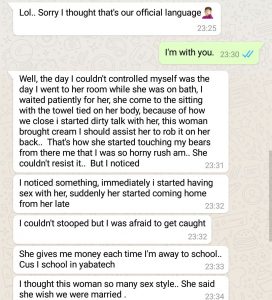 Lol.. Sorry I thought that's our official language 🤦
23:25
I'm with you. 23:30
Well, the day I couldn't controlled myself was the
day I went to her room while she was on bath, I
waited patiently for her, she come to the sitting
with the towel tied on her body, because of how
we close i started dirty talk with her, this woman
brought cream I should assist her to rob it on her
back.. That's how she started touching my bears
from there me that I was so horny rush am.. She
couldn't resist it.. But I noticed
23:31
I noticed something, immediately i started having
sex with her, suddenly her started coming home
from her late
23:32
I couldn't stooped but I was afraid to get caught
23:32
She gives me money each time I'm away to school..
Cus I school in yabatech
23:33
I thought this woman so many sex style.. She said
she wish we were married .
23:34